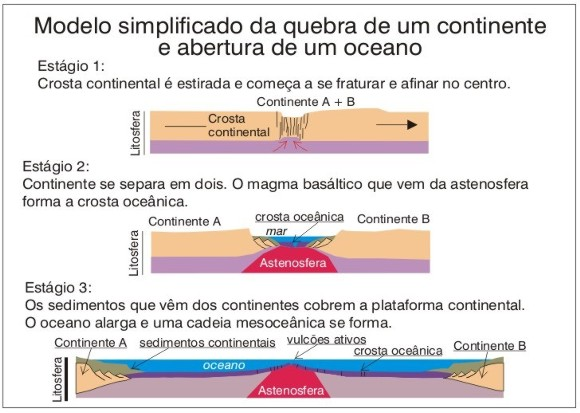 Modelo simplificado da quebra de um continente
e abertura de um oceano
Estágio 1:
Crosta continental é estirada e começa a se fraturar e afinar no centro.
Continente A + B
Litosfera
Crosta
continental
Estágio 2:
Continente se separa em dois. O magma basáltico que vem da astenosfera
forma a crosta oceânica.
Continente A
crosta oceânica
Continente B
mar
Litosfera
Astenosfera
Estágio 3:
Os sedimentos que vêm dos continentes cobrem a plataforma continental.
O oceano alarga e uma cadeia mesoceânica se forma.
Continente A
sedimentos continentais
vulcões ativos
crosta oceânica
Continente B
Litosfera
oceano
Astenosfera